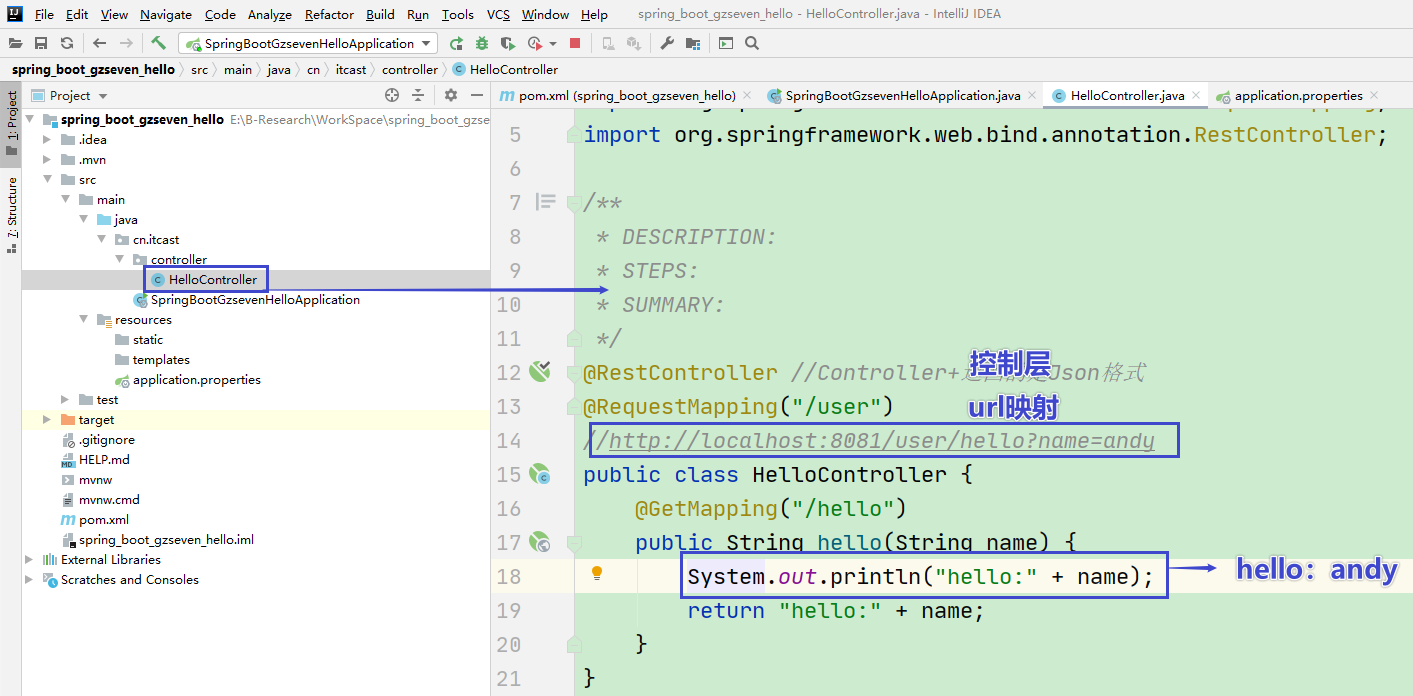 File Edit View Navigate Code Analyze Refactor Build Run Tools VCS Window Help spring_boot_gzseven_hello - HelloController.java - IntelliJ IDEA
SpringBootGzsevenHelloApplication
spring_boot_gzseven_hello src main java cn itcast controller HelloController
1: Project
7: Structure
Project
spring_boot_gzseven_hello E:\B-Research\WorkSpace\spring_boot_gzse
.idea
.mvn
src
main
java
cn.itcast
controller
HelloController
SpringBootGzsevenHelloApplication
resources
static
templates
application.properties
test
target
.gitignore
HELP.md
mvnw
mvnw.cmd
pom.xml
spring_boot_gzseven_hello.iml
External Libraries
Scratches and Consoles
pom.xml (spring_boot_gzseven_hello) SpringBootGzsevenHelloApplication.java HelloController.java application.properties
5 import org.springframework.web.bind.annotation.RestController;
6
7 /**
8 * DESCRIPTION:
9 * STEPS:
10 * SUMMARY:
11 */
控制层
12 @RestController //Controller+ Json格式
13 @RequestMapping("/user") url映射
14 //http://localhost:8081/user/hello?name=andy
15 public class HelloController {
16 @GetMapping("/hello")
17 public String hello(String name) {
18 System.out.println("hello:" + name); hello：andy
19 return "hello:" + name;
20 }
21 }